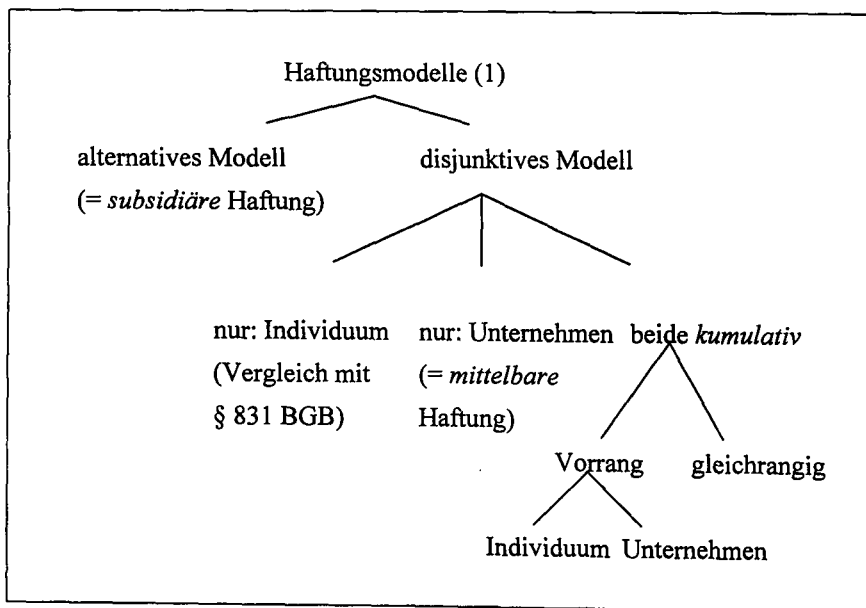 Haftungsmodelle (1)
alternatives Modell
(= subsidiäre Haftung)
disjunktives Modell
nur: Individuum
(Vergleich mit
§ 831 BGB)
nur: Unternehmen
(= mittelbare
Haftung)
beide kumulativ
Vorrang
gleichrangig
Individuum
Unternehmen